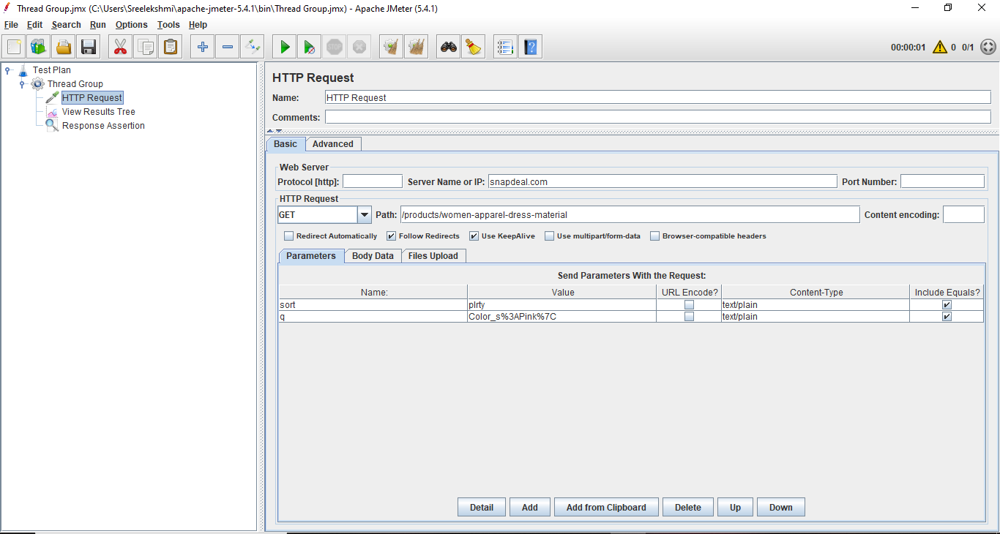 Thread Group.jmx (C:\Users\Sreelekshmi\apache-jmeter-5.4.1\bin\Thread Group.jmx) - Apache JMeter (5.4.1)
File Edit Search Run Options Tools Help
00:00:01 0 0/1
Test Plan
Thread Group
HTTP Request
View Results Tree
Response Assertion
HTTP Request
Name: HTTP Request
Comments:
Basic Advanced
Web Server
Protocol [http]: Server Name or IP: snapdeal.com Port Number:
HTTP Request
GET Path: /products/women-apparel-dress-material Content encoding:
Redirect Automatically Follow Redirects Use KeepAlive Use multipart/form-data Browser-compatible headers
Parameters Body Data Files Upload
Send Parameters With the Request:
Name: Value URL Encode? Content-Type Include Equals?
sort plrty text/plain
q Color_s%3APink%7C text/plain
Detail Add Add from Clipboard Delete Up Down